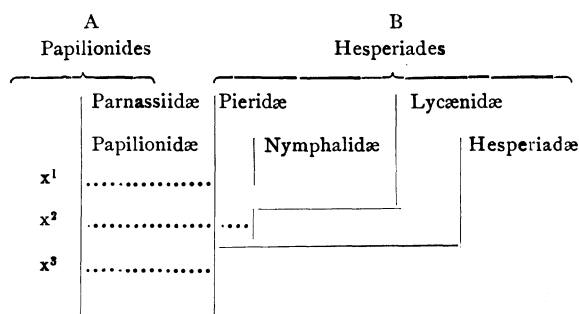 A B
Papilionides Hesperiades
Parnassiidæ Pieridæ Lycænidæ
Papilionidæ Nymphalidæ Hesperiadæ
x¹
x²
x³